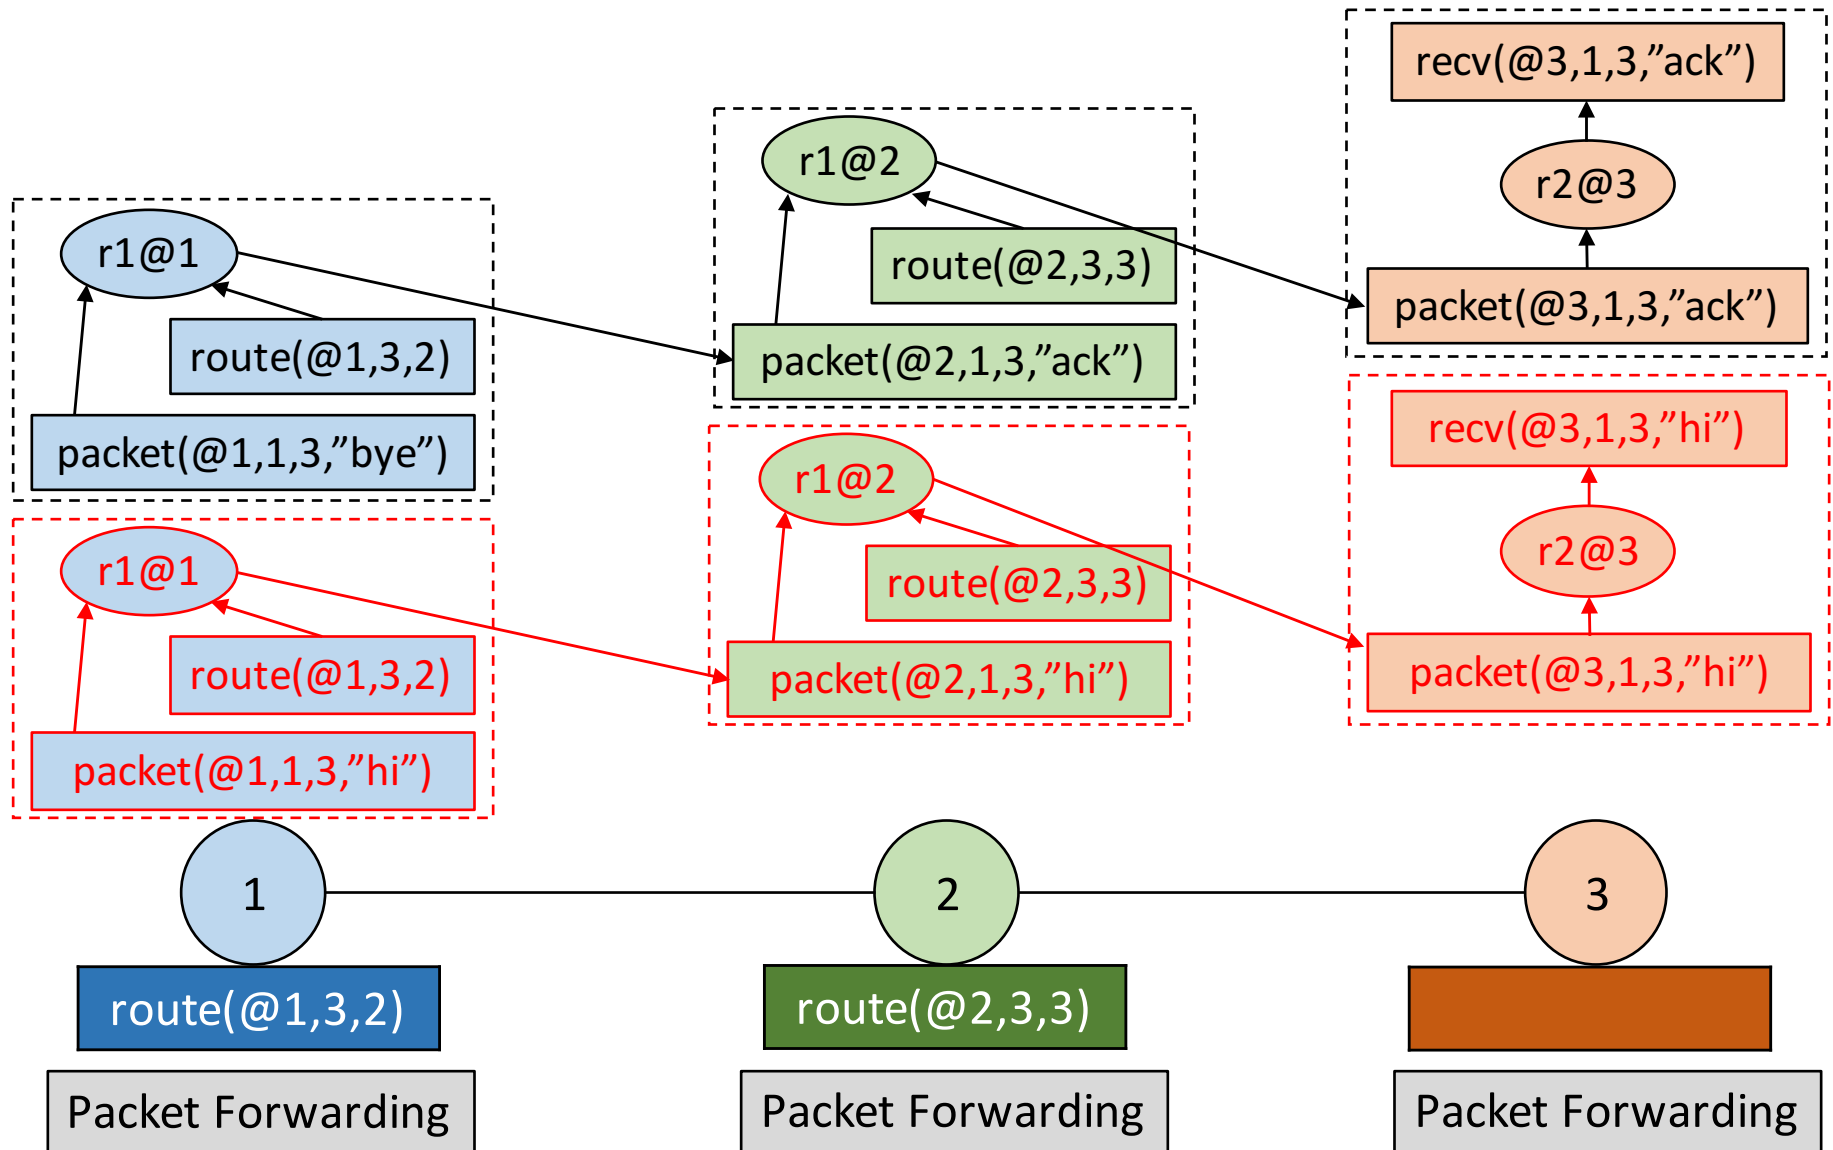 r1@1
route(@1,3,2)
packet(@1,1,3,”bye”)
r1@1
route(@1,3,2)
packet(@1,1,3,”hi”)
r1@2
route(@2,3,3)
packet(@2,1,3,”ack”)
r1@2
route(@2,3,3)
packet(@2,1,3,”hi”)
recv(@3,1,3,”ack”)
r2@3
packet(@3,1,3,”ack”)
recv(@3,1,3,”hi”)
r2@3
packet(@3,1,3,”hi”)
1
2
3
route(@1,3,2)
route(@2,3,3)
Packet Forwarding
Packet Forwarding
Packet Forwarding